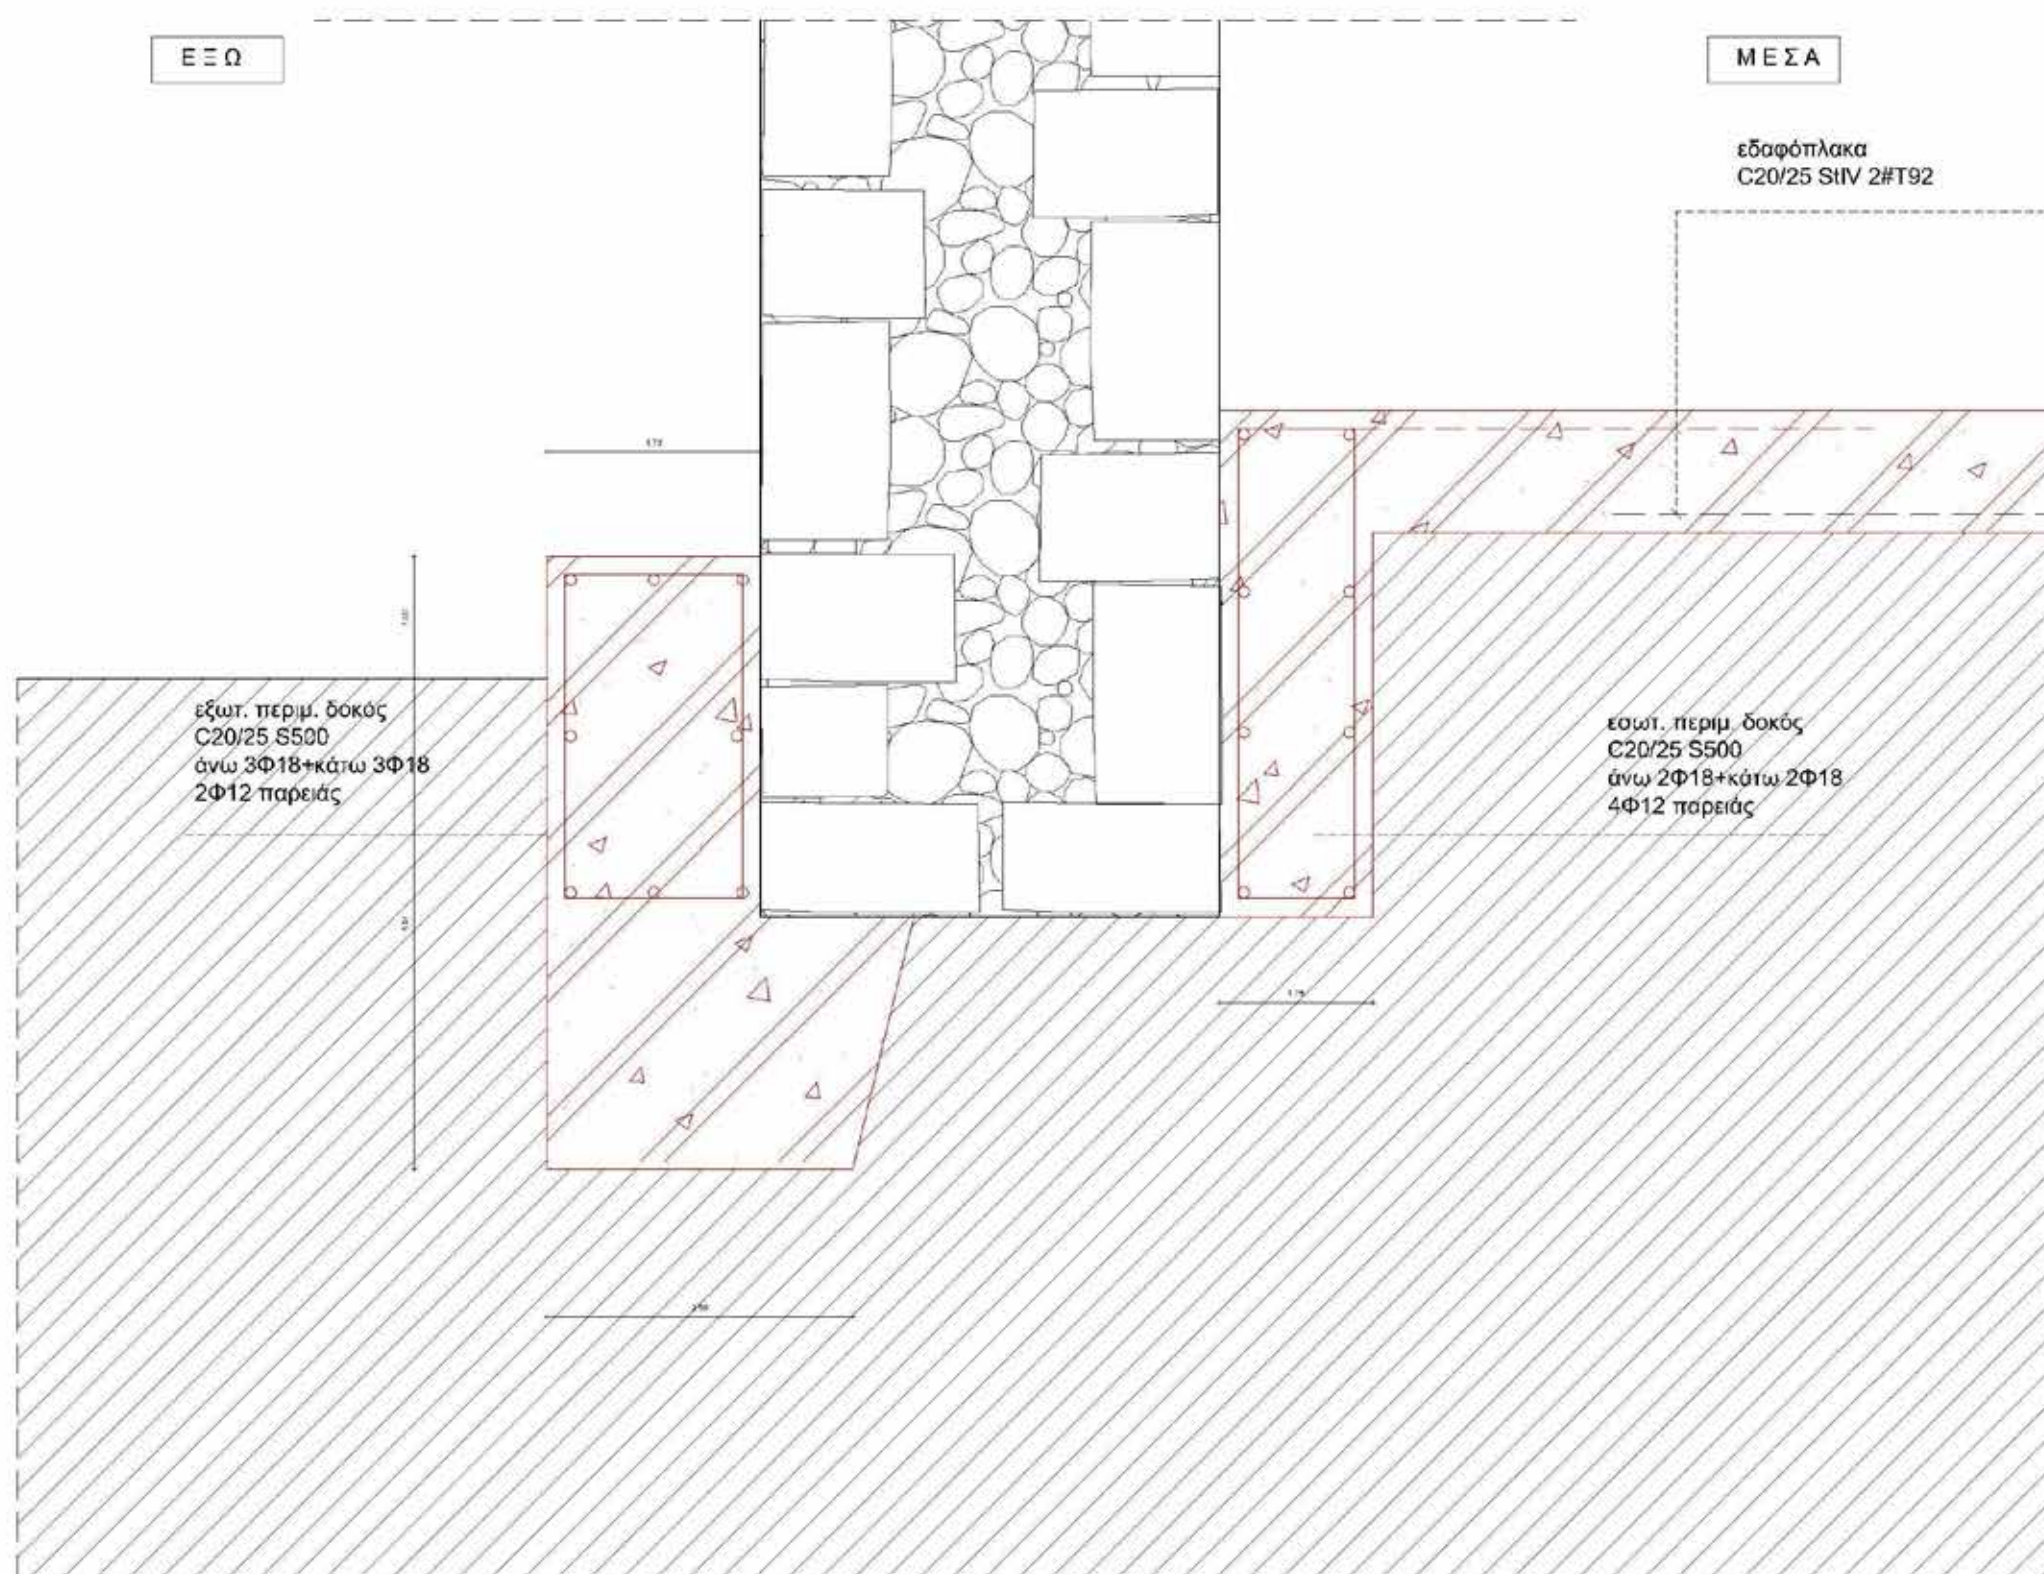 ΕΞΩ
ΜΕΣΑ
εδαφόπλακα
C20/25 StIV 2#T92
εξωτ. περιμ. δοκός
C20/25 S500
άνω 3Φ18+κάτω 3Φ18
2Φ12 παρειάς
εσωτ. περιμ. δοκός
C20/25 S500
άνω 2Φ18+κάτω 2Φ18
4Φ12 παρειάς